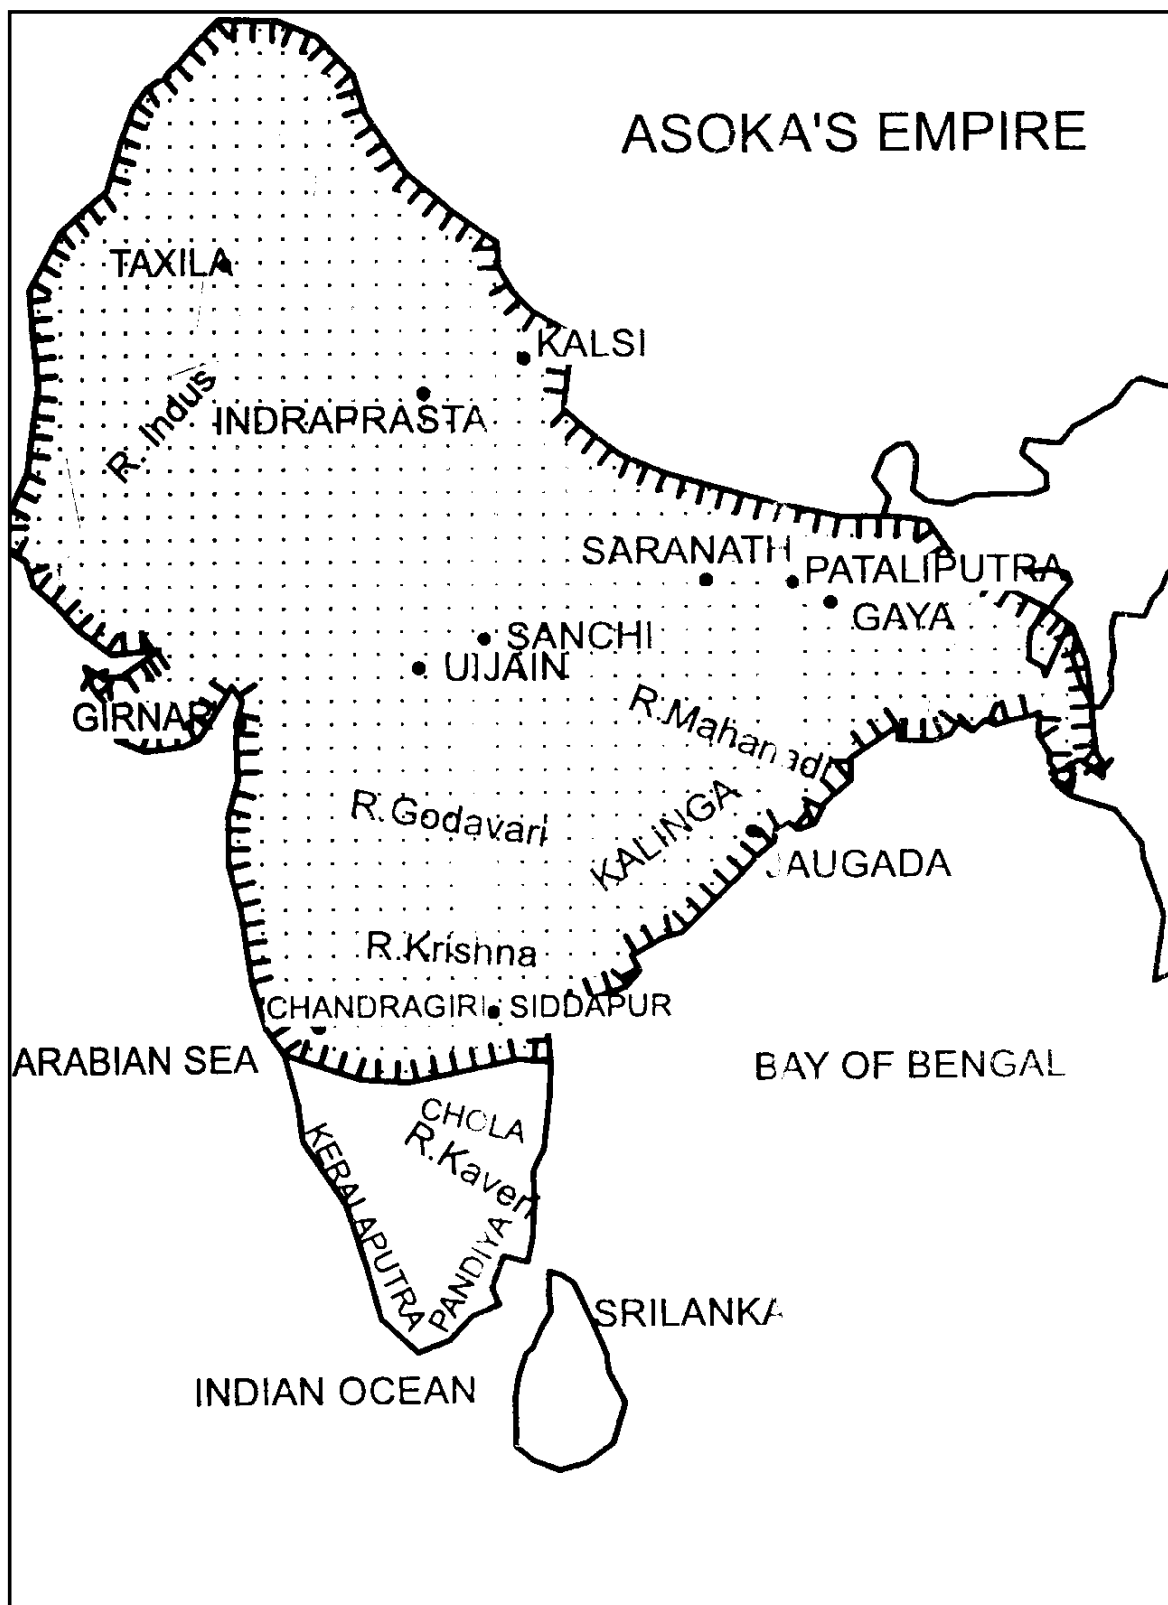 ASOKA'S EMPIRE
TAXILA
KALSI
R. Indus
INDRAPRASTA
SARANATH
PATALIPUTRA
GAYA
SANCHI
UJJAIN
GIRNAR
R.Mahanadi
R.Godavari
KALINGA
JAUGADA
R.Krishna
CHANDRAGIRI
SIDDAPUR
ARABIAN SEA
BAY OF BENGAL
CHOLA
R.Kaveri
KERALAPUTRA
PANDIYA
SRILANKA
INDIAN OCEAN